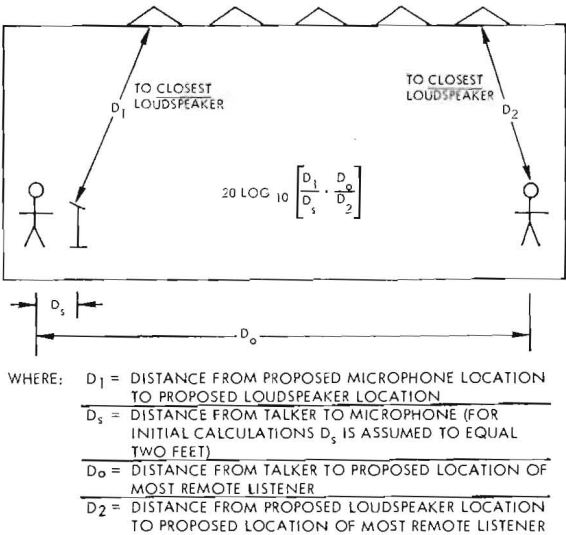 TO CLOSEST
LOUDSPEAKER
D1
TO CLOSEST
LOUDSPEAKER
D2
20 LOG 10 [D1/Ds · Do/D2]
Ds
Do
WHERE: D1 = DISTANCE FROM PROPOSED MICROPHONE LOCATION
TO PROPOSED LOUDSPEAKER LOCATION
Ds = DISTANCE FROM TALKER TO MICROPHONE (FOR
INITIAL CALCULATIONS Ds IS ASSUMED TO EQUAL
TWO FEET)
Do = DISTANCE FROM TALKER TO PROPOSED LOCATION OF
MOST REMOTE LISTENER
D2 = DISTANCE FROM PROPOSED LOUDSPEAKER LOCATION
TO PROPOSED LOCATION OF MOST REMOTE LISTENER